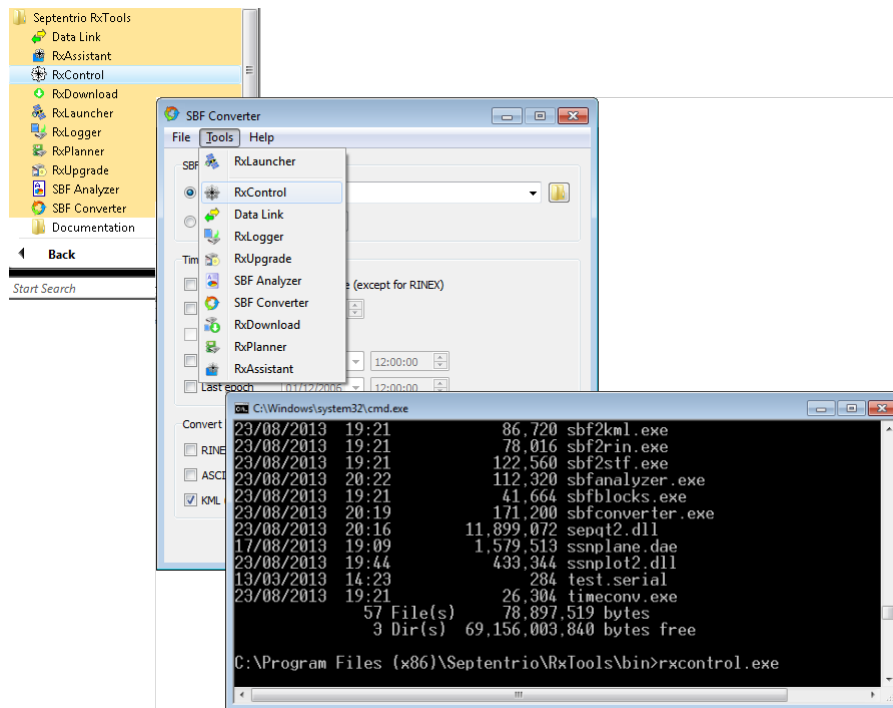 Septentrio RxTools
Data Link
RxAssistant
RxControl
RxDownload
RxLauncher
RxLogger
RxPlanner
RxUpgrade
SBF Analyzer
SBF Converter
Documentation
Back
Start Search
SBF Converter
File Tools Help
SBF
RxLauncher
RxControl
Data Link
RxLogger
RxUpgrade
SBF Analyzer
SBF Converter
RxDownload
RxPlanner
RxAssistant
Tim
(except for RINEX)
12:00:00
Last epoch 01/12/2006 12:00:00
Convert
RINE
ASCI
KML
C:\Windows\system32\cmd.exe
23/08/2013 19:21 86,720 sbf2kml.exe
23/08/2013 19:21 78,016 sbf2rin.exe
23/08/2013 19:21 122,560 sbf2stf.exe
23/08/2013 20:22 112,320 sbfanalyzer.exe
23/08/2013 19:21 41,664 sbfblocks.exe
23/08/2013 20:19 171,200 sbfconverter.exe
23/08/2013 20:16 11,899,072 sepqt2.dll
17/08/2013 19:09 1,579,513 ssnplane.dae
23/08/2013 19:44 433,344 ssnplot2.dll
13/03/2013 14:23 284 test.serial
23/08/2013 19:21 26,304 timeconv.exe
57 File(s) 78,897,519 bytes
3 Dir(s) 69,156,003,840 bytes free
C:\Program Files (x86)\Septentrio\RxTools\bin>rxcontrol.exe